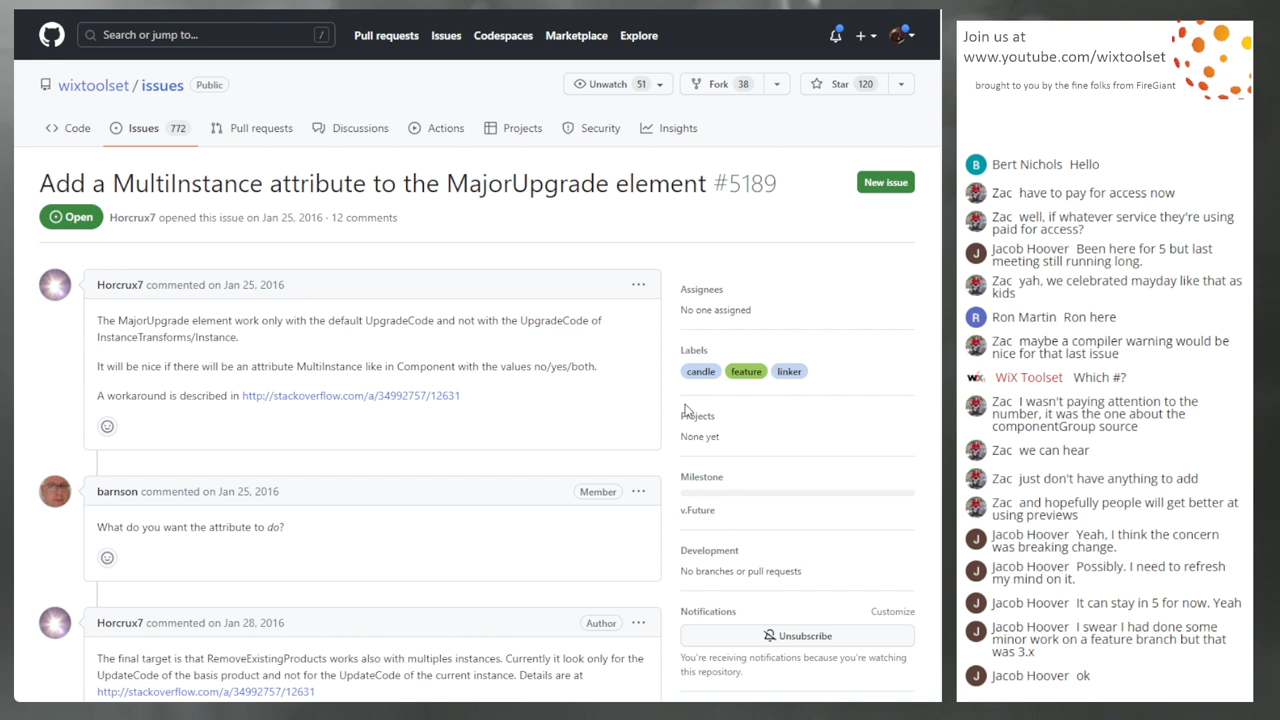 Search or jump to...
/
Pull requests
Issues
Codespaces
Marketplace
Explore
wixtoolset / issues
Public
Unwatch 51
Fork 38
Star 120
Code
Issues 772
Pull requests
Discussions
Actions
Projects
Security
Insights
Add a MultiInstance attribute to the MajorUpgrade element #5189
New issue
Open
Horcrux7 opened this issue on Jan 25, 2016 · 12 comments
Horcrux7 commented on Jan 25, 2016
The MajorUpgrade element work only with the default UpgradeCode and not with the UpgradeCode of
InstanceTransforms/Instance.
It will be nice if there will be an attribute MultiInstance like in Component with the values no/yes/both.
A workaround is described in http://stackoverflow.com/a/34992757/12631
barnson commented on Jan 25, 2016
Member
What do you want the attribute to do?
Horcrux7 commented on Jan 28, 2016
Author
The final target is that RemoveExistingProducts works also with multiples instances. Currently it look only for the
UpdateCode of the basis product and not for the UpdateCode of the current instance. Details are at
http://stackoverflow.com/a/34992757/12631
Assignees
No one assigned
Labels
candle feature linker
Projects
None yet
Milestone
v.Future
Development
No branches or pull requests
Notifications
Customize
Unsubscribe
You're receiving notifications because you're watching
this repository.
Join us at
www.youtube.com/wixtoolset
brought to you by the fine folks from FireGiant
B Bert Nichols Hello
Zac have to pay for access now
Zac well, if whatever service they're using
paid for access?
J Jacob Hoover Been here for 5 but last
meeting still running long.
Zac yah, we celebrated mayday like that as
kids
R Ron Martin Ron here
Zac maybe a compiler warning would be
nice for that last issue
WiX WiX Toolset Which #?
Zac I wasn't paying attention to the
number, it was the one about the
componentGroup source
Zac we can hear
Zac just don't have anything to add
Zac and hopefully people will get better at
using previews
J Jacob Hoover Yeah, I think the concern
was breaking change.
J Jacob Hoover Possibly. I need to refresh
my mind on it.
J Jacob Hoover It can stay in 5 for now. Yeah
J Jacob Hoover I swear I had done some
minor work on a feature branch but that
was 3.x
J Jacob Hoover ok